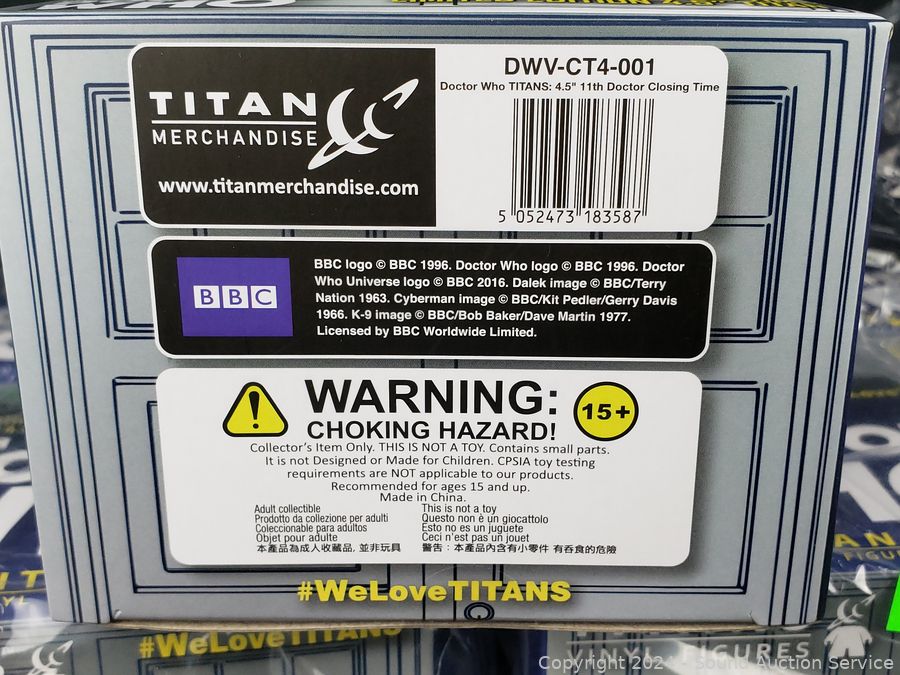 LIMITED EDITION 4.5"
TITAN
MERCHANDISE
www.titanmerchandise.com
DWV-CT4-001
Doctor Who TITANS: 4.5" 11th Doctor Closing Time
5 052473 183587
BBC
BBC logo © BBC 1996. Doctor Who logo © BBC 1996. Doctor
Who Universe logo © BBC 2016. Dalek image © BBC/Terry
Nation 1963. Cyberman image © BBC/Kit Pedler/Gerry Davis
1966. K-9 image © BBC/Bob Baker/Dave Martin 1977.
Licensed by BBC Worldwide Limited.
WARNING:
CHOKING HAZARD!
15+
Collector's Item Only. THIS IS NOT A TOY. Contains small parts.
It is not Designed or Made for Children. CPSIA toy testing
requirements are NOT applicable to our products.
Recommended for ages 15 and up.
Made in China.
Adult collectible
Prodotto da collezione per adulti
Coleccionable para adultos
Objet pour adulte
本產品為成人收藏品, 並非玩具
This is not a toy
Questo non è un giocattolo
Esto no es un juguete
Ceci n'est pas un jouet
警告：本產品內含有小零件 有吞食的危險
#WeLoveTITANS
#WeLoveTITANS
VINYL FIGURES
Copyright 2024 - Sound Auction Service